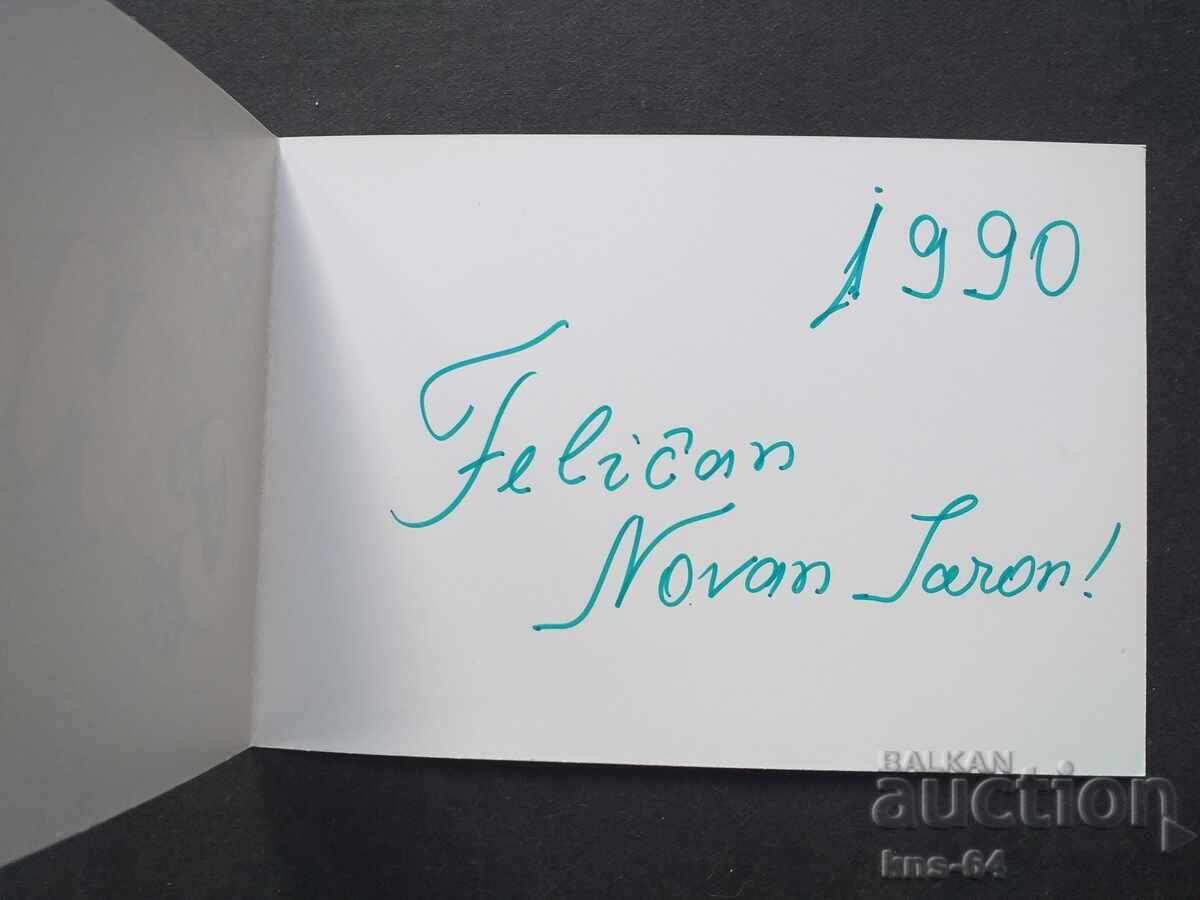 1990
Feliĉan
Novan Jaron!
BALKAN
auction
kns-64